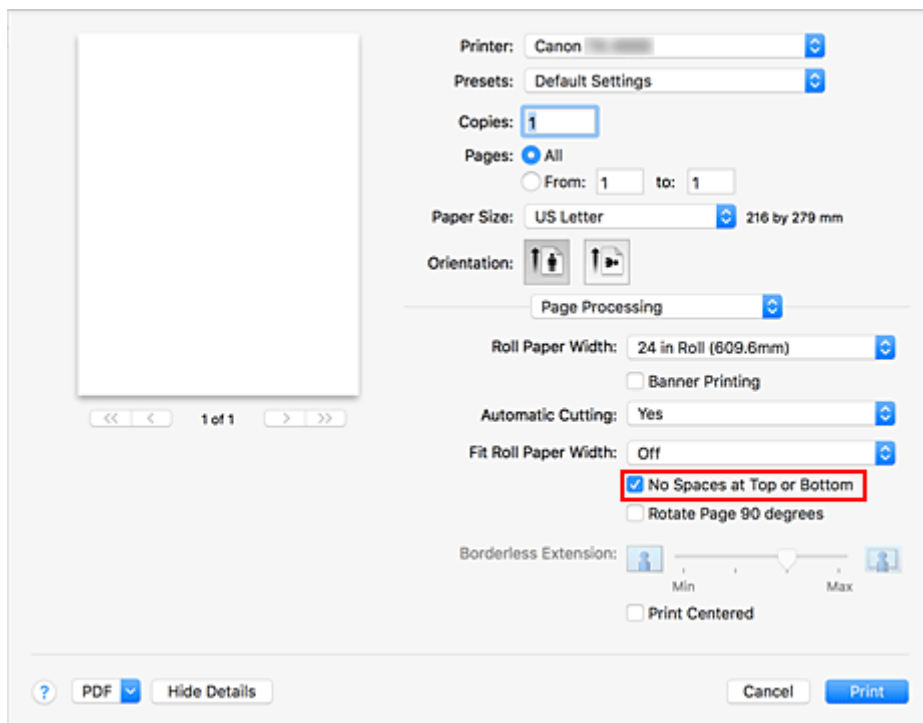 Printer: Canon
Presets: Default Settings
Copies: 1
Pages: All
From: 1 to: 1
Paper Size: US Letter 216 by 279 mm
Orientation:
Page Processing
Roll Paper Width: 24 in Roll (609.6mm)
Banner Printing
<< < 1 of 1 > >>
Automatic Cutting: Yes
Fit Roll Paper Width: Off
No Spaces at Top or Bottom
Rotate Page 90 degrees
Borderless Extension:
Min Max
Print Centered
? PDF Hide Details Cancel Print